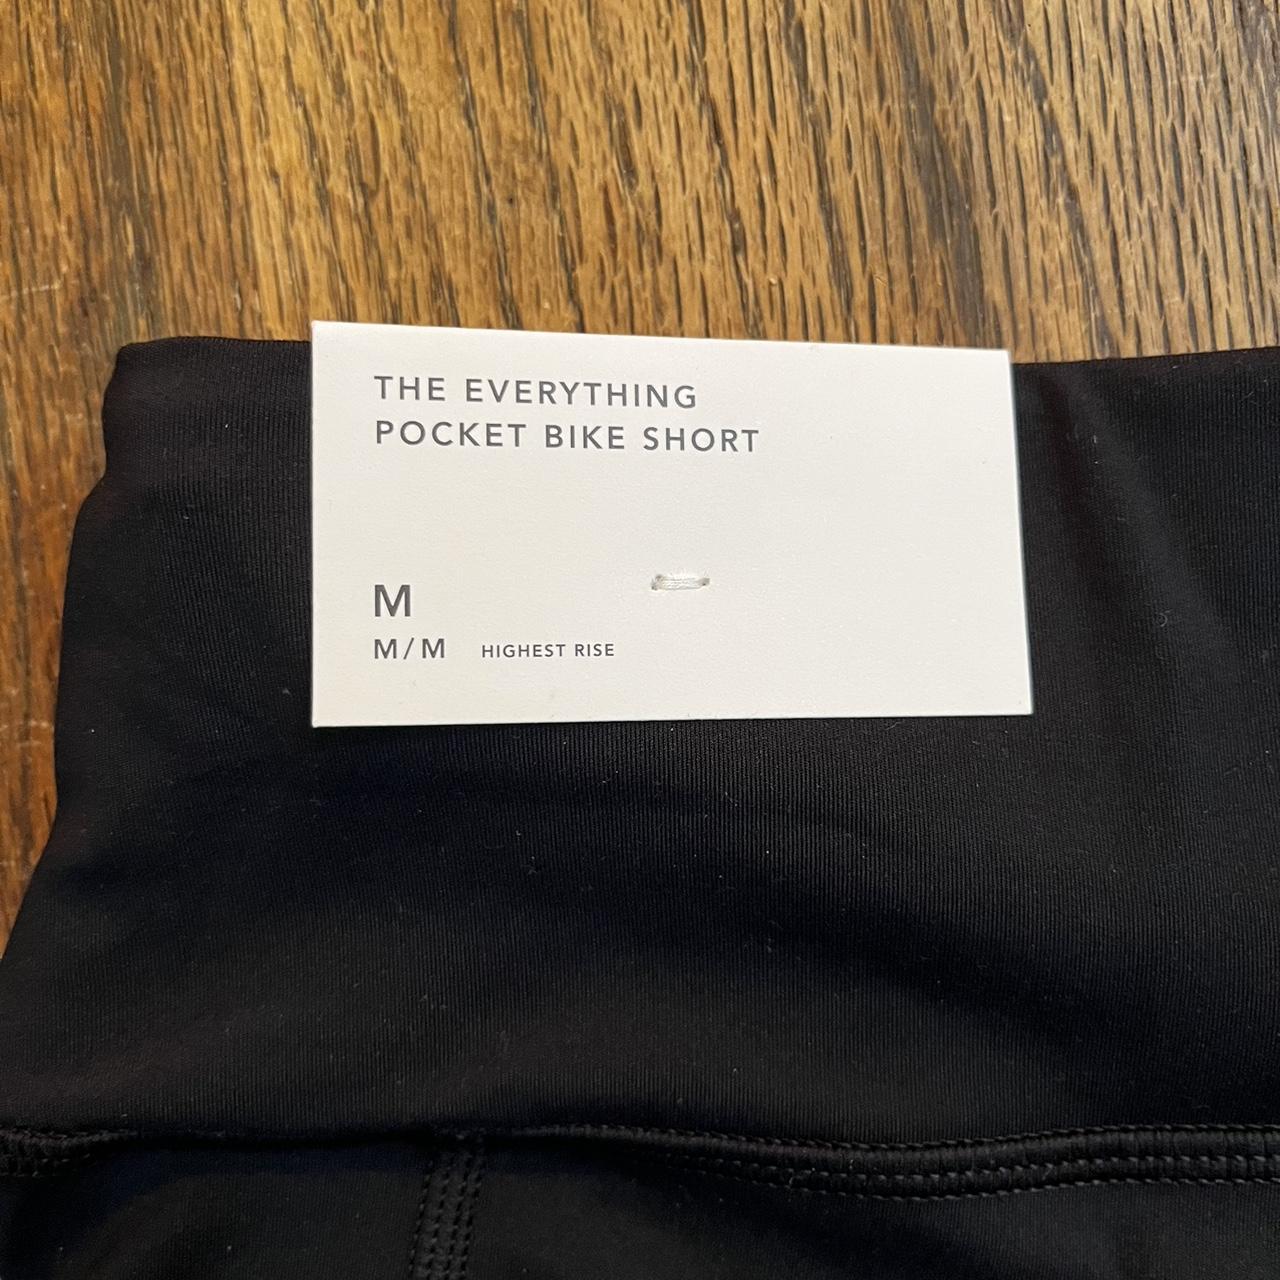 THE EVERYTHING
POCKET BIKE SHORT
M
M/M HIGHEST RISE